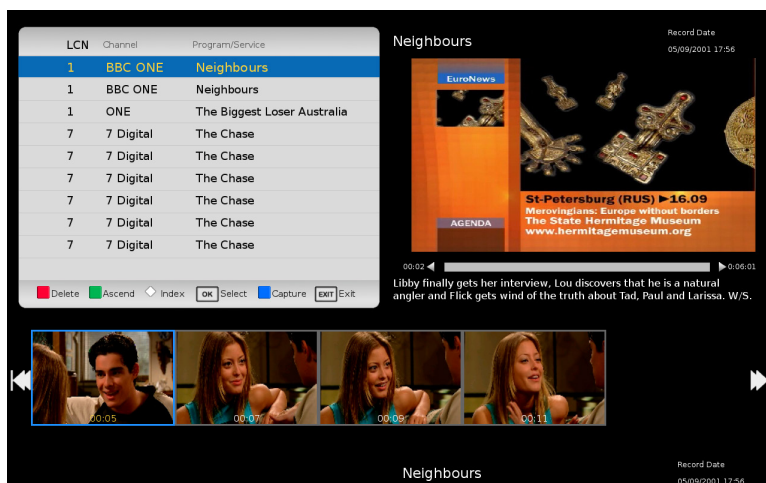 LCN Channel Program/Service
1 BBC ONE Neighbours
1 BBC ONE Neighbours
1 ONE The Biggest Loser Australia
7 7 Digital The Chase
7 7 Digital The Chase
7 7 Digital The Chase
7 7 Digital The Chase
7 7 Digital The Chase
7 7 Digital The Chase
Delete Ascend Index OK Select Capture EXIT Exit
Neighbours
Record Date
05/09/2001 17:56
EuroNews
AGENDA
St-Petersburg (RUS) ►16.09
Merovingians: Europe without borders
The State Hermitage Museum
www.hermitagemuseum.org
00:02 0:06:01
Libby finally gets her interview, Lou discovers that he is a natural
angler and Flick gets wind of the truth about Tad, Paul and Larissa. W/S.
00:05 00:07 00:09 00:11
Neighbours
Record Date
05/09/2001 17:56